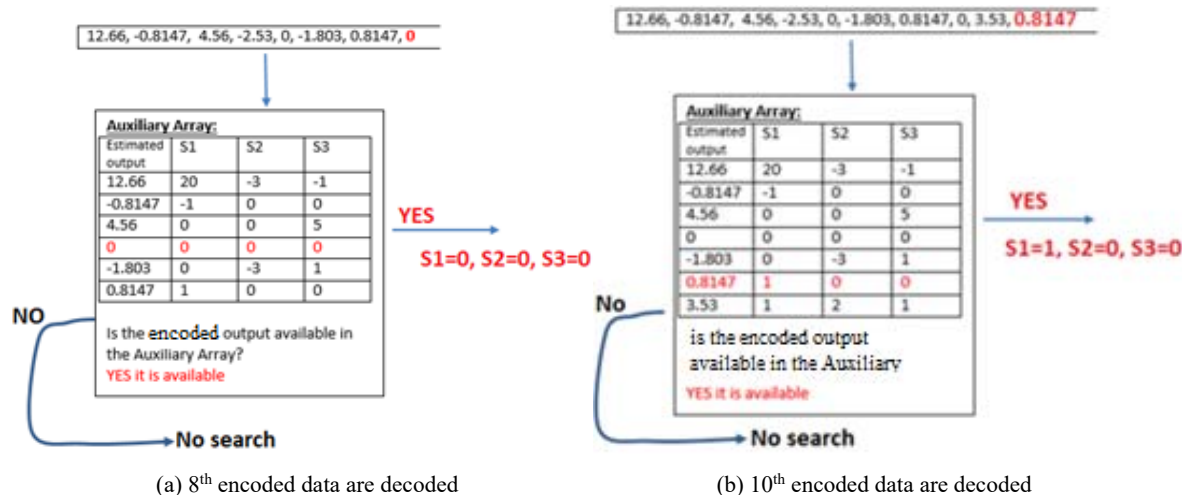 12.66, -0.8147, 4.56, -2.53, 0, -1.803, 0.8147, 0
Auxiliary Array:
Estimated output S1 S2 S3
12.66 20 -3 -1
-0.8147 -1 0 0
4.56 0 0 5
0 0 0 0
-1.803 0 -3 1
0.8147 1 0 0
Is the encoded output available in
the Auxiliary Array?
YES it is available
YES
S1=0, S2=0, S3=0
NO
No search
(a) 8th encoded data are decoded
12.66, -0.8147, 4.56, -2.53, 0, -1.803, 0.8147, 0, 3.53, 0.8147
Auxiliary Array:
Estimated output S1 S2 S3
12.66 20 -3 -1
-0.8147 -1 0 0
4.56 0 0 5
0 0 0 0
-1.803 0 -3 1
0.8147 1 0 0
3.53 1 2 1
is the encoded output
available in the Auxiliary
YES it is available
YES
S1=1, S2=0, S3=0
No
No search
(b) 10th encoded data are decoded